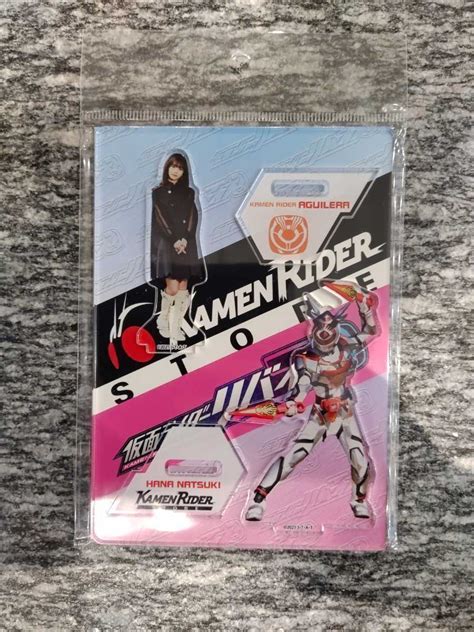 KAMEN RIDER AGUILERA
KAMEN RIDER
STORE
仮面ライダーリバイス
HANA NATSUKI
KAMEN RIDER
STORE